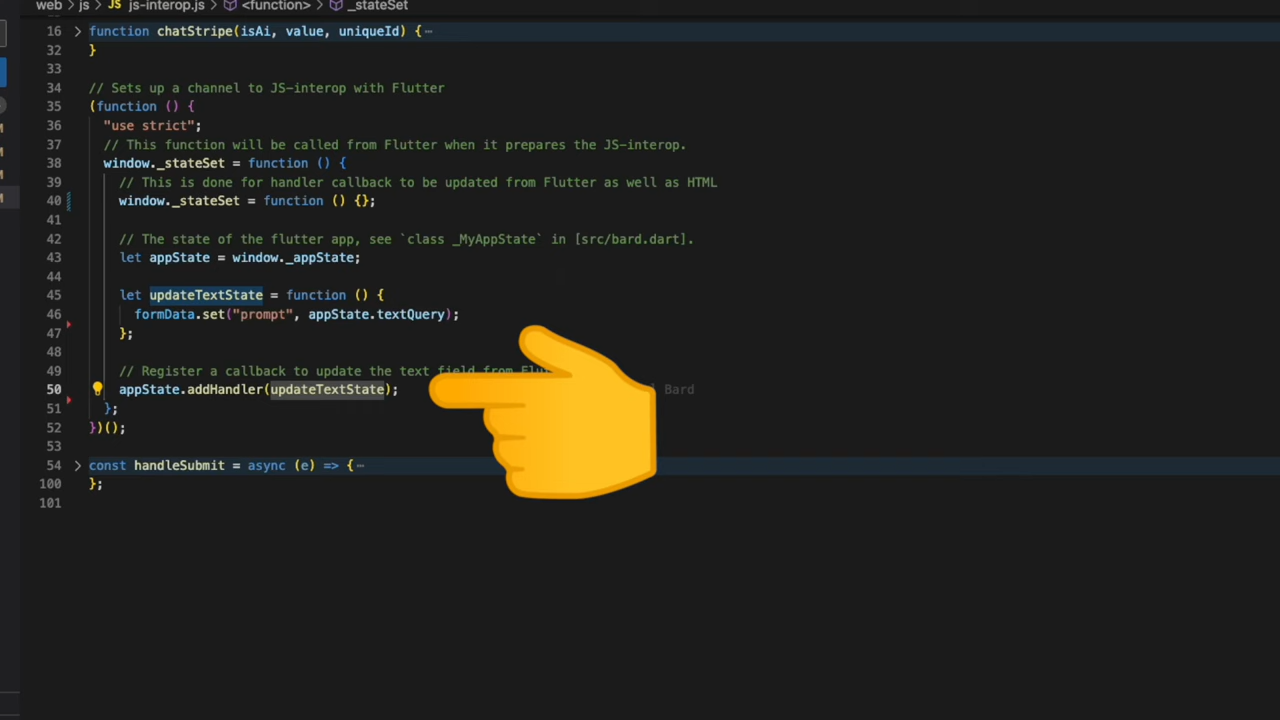 web > js > JS js-interop.js > <function> > _stateSet
16 > function chatStripe(isAi, value, uniqueId) { ⋯
32 }
33
34 // Sets up a channel to JS-interop with Flutter
35 (function () {
36 "use strict";
37 // This function will be called from Flutter when it prepares the JS-interop.
38 window._stateSet = function () {
39 // This is done for handler callback to be updated from Flutter as well as HTML
40 window._stateSet = function () {};
41
42 // The state of the flutter app, see `class _MyAppState` in [src/bard.dart].
43 let appState = window._appState;
44
45 let updateTextState = function () {
46 formData.set("prompt", appState.textQuery);
47 };
48
49 // Register a callback to update the text field from
50 appState.addHandler(updateTextState); Bard
51 };
52 })();
53
54 > const handleSubmit = async (e) => { ⋯
100 };
101